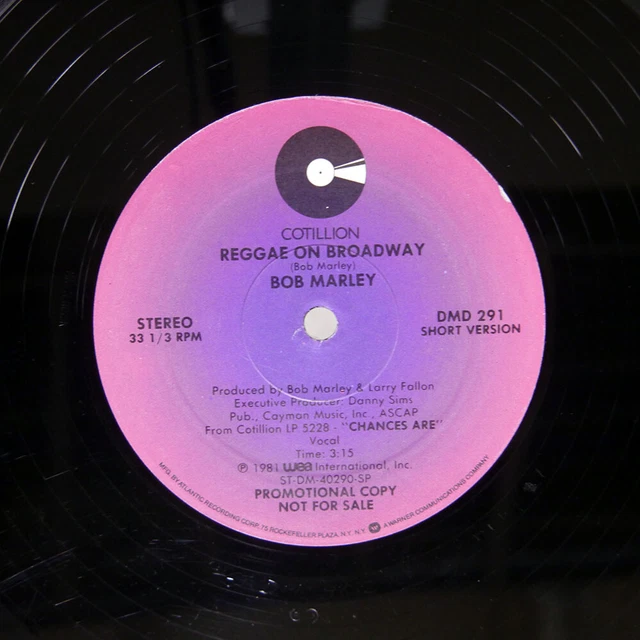 COTILLION
REGGAE ON BROADWAY
(Bob Marley)
BOB MARLEY
STEREO
33 1/3 RPM
DMD 291
SHORT VERSION
Produced by Bob Marley & Larry Fallon
Executive Producer: Danny Sims
Pub., Cayman Music, Inc., ASCAP
From Cotillion LP 5228 - "CHANCES ARE"
Vocal
Time: 3:15
℗ 1981 wea International, Inc.
ST-DM-40290-SP
PROMOTIONAL COPY
NOT FOR SALE
MFG. BY ATLANTIC RECORDING CORP., 75 ROCKEFELLER PLAZA, N.Y., N.Y. A WARNER COMMUNICATIONS COMPANY